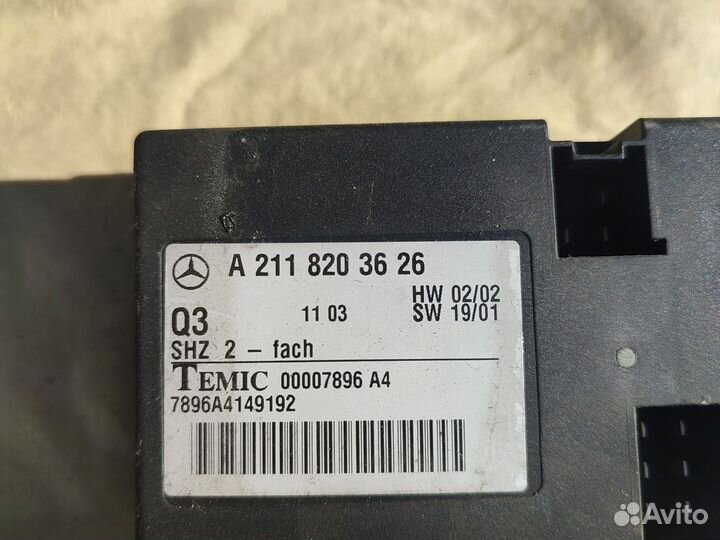 A 211 820 36 26
HW 02/02
Q3 11 03 SW 19/01
SHZ 2 - fach
TEMIC 00007896 A4
7896A4149192
Avito